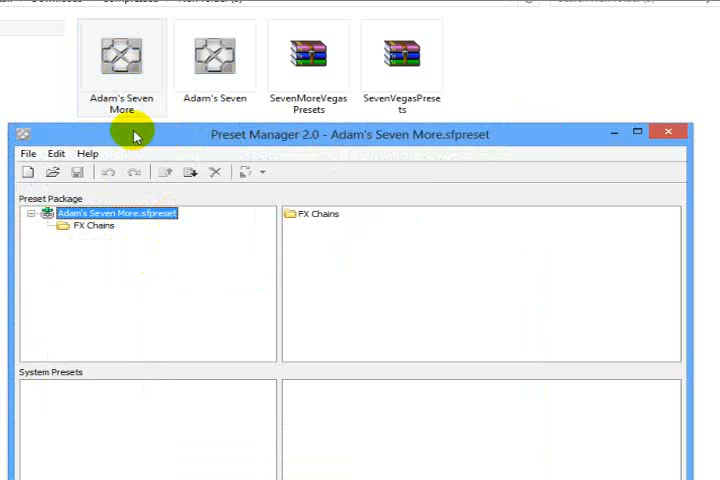 Adam's Seven
More
Adam's Seven
SevenMoreVegas
Presets
SevenVegasPrese
ts
Preset Manager 2.0 - Adam's Seven More.sfpreset
File Edit Help
Preset Package
Adam's Seven More.sfpreset
FX Chains
FX Chains
System Presets